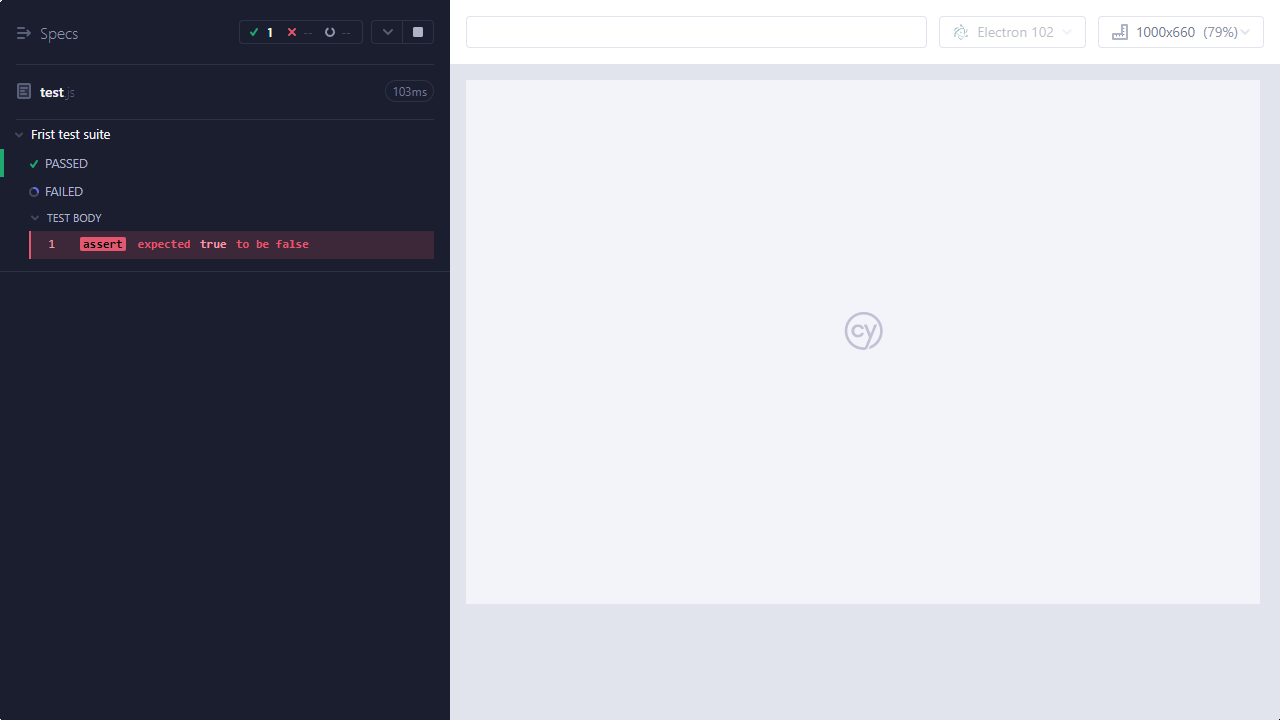 Specs
1
--
--
test.js
103ms
Frist test suite
PASSED
FAILED
TEST BODY
1 assert expected true to be false
Electron 102
1000x660 (79%)
cy